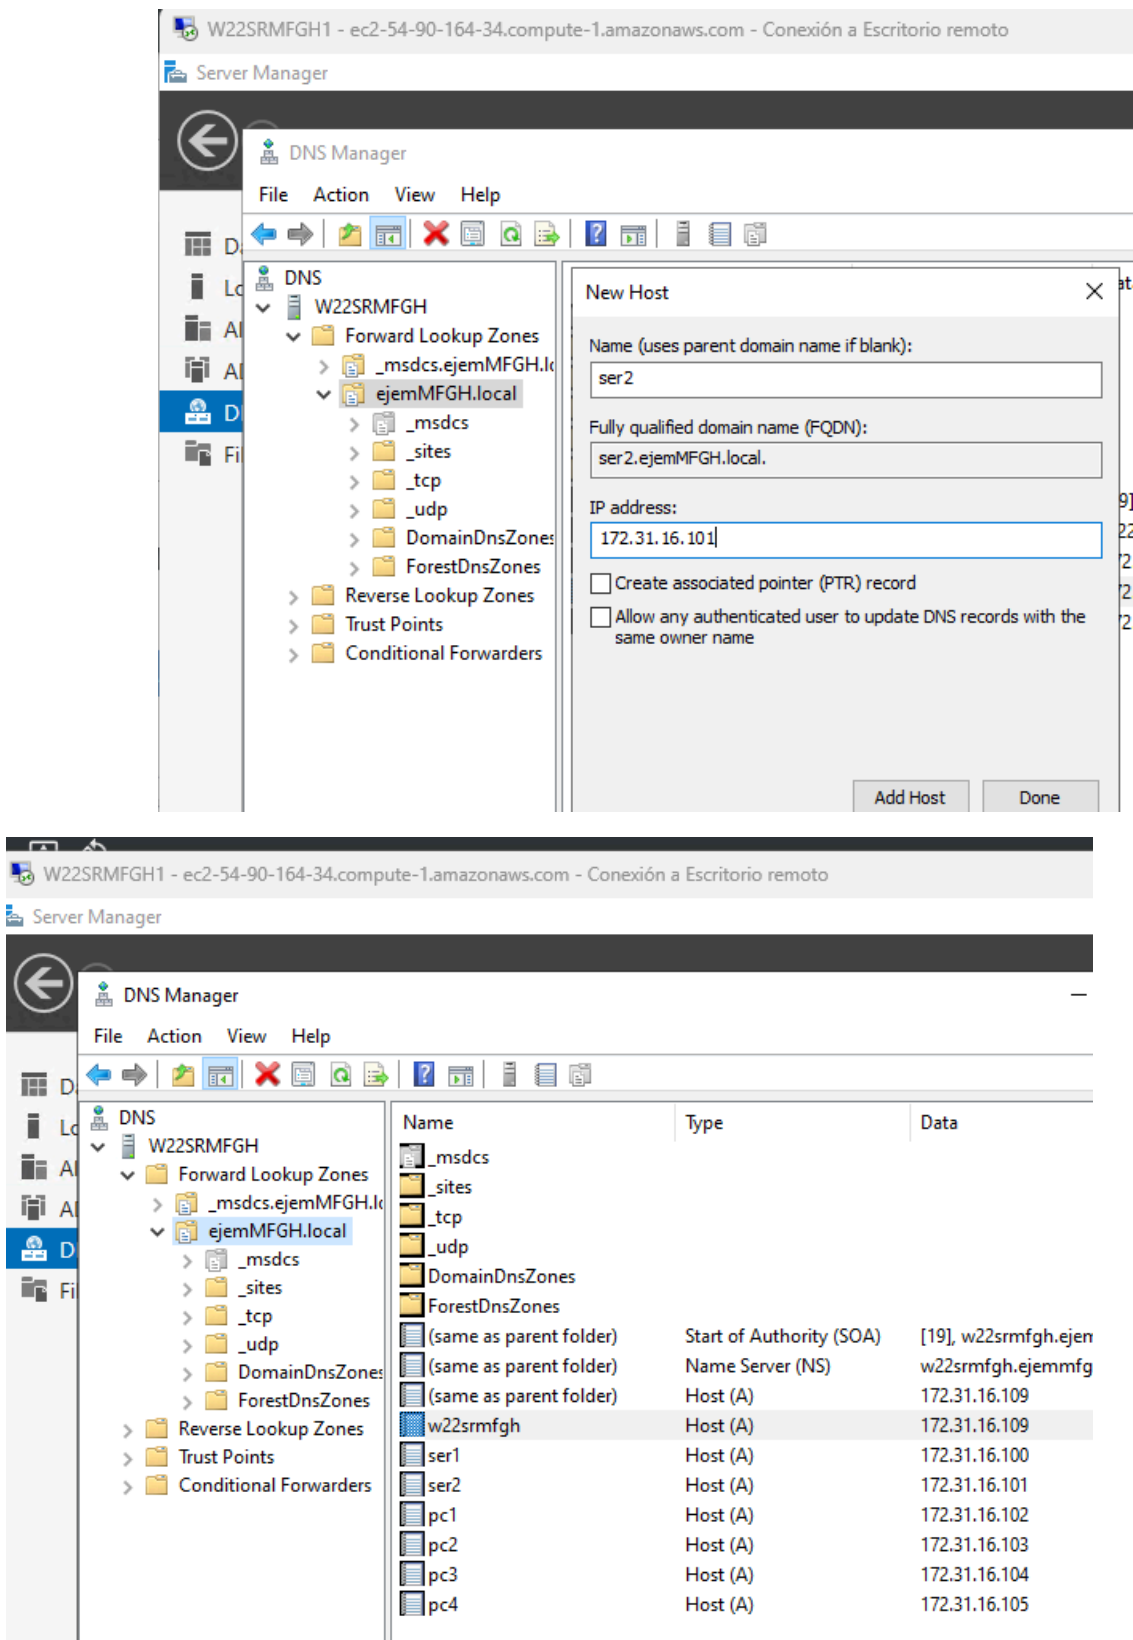 W22SRMFGH1 - ec2-54-90-164-34.compute-1.amazonaws.com - Conexión a Escritorio remoto
Server Manager
DNS Manager
File Action View Help
DNS
W22SRMFGH
Forward Lookup Zones
_msdcs.ejemMFGH.lo
ejemMFGH.local
_msdcs
_sites
_tcp
_udp
DomainDnsZones
ForestDnsZones
Reverse Lookup Zones
Trust Points
Conditional Forwarders
New Host
Name (uses parent domain name if blank):
ser2
Fully qualified domain name (FQDN):
ser2.ejemMFGH.local.
IP address:
172.31.16.101
Create associated pointer (PTR) record
Allow any authenticated user to update DNS records with the
same owner name
Add Host Done
W22SRMFGH1 - ec2-54-90-164-34.compute-1.amazonaws.com - Conexión a Escritorio remoto
Server Manager
DNS Manager
File Action View Help
DNS
W22SRMFGH
Forward Lookup Zones
_msdcs.ejemMFGH.lo
ejemMFGH.local
_msdcs
_sites
_tcp
_udp
DomainDnsZones
ForestDnsZones
Reverse Lookup Zones
Trust Points
Conditional Forwarders
Name Type Data
_msdcs
_sites
_tcp
_udp
DomainDnsZones
ForestDnsZones
(same as parent folder) Start of Authority (SOA) [19], w22srmfgh.ejem
(same as parent folder) Name Server (NS) w22srmfgh.ejemmfg
(same as parent folder) Host (A) 172.31.16.109
w22srmfgh Host (A) 172.31.16.109
ser1 Host (A) 172.31.16.100
ser2 Host (A) 172.31.16.101
pc1 Host (A) 172.31.16.102
pc2 Host (A) 172.31.16.103
pc3 Host (A) 172.31.16.104
pc4 Host (A) 172.31.16.105